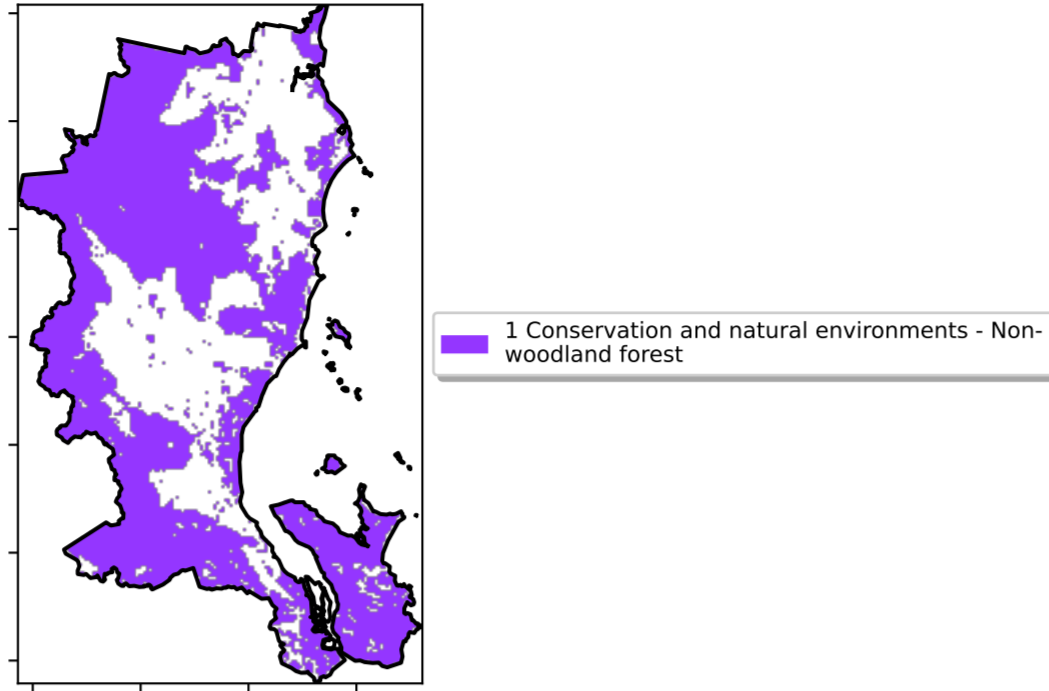 1 Conservation and natural environments - Non-
woodland forest